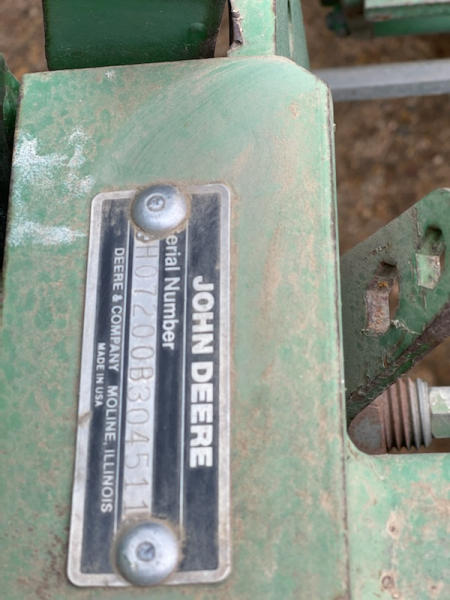 JOHN DEERE
erial Number
H07200B304511
DEERE & COMPANY MOLINE, ILLINOIS
MADE IN USA